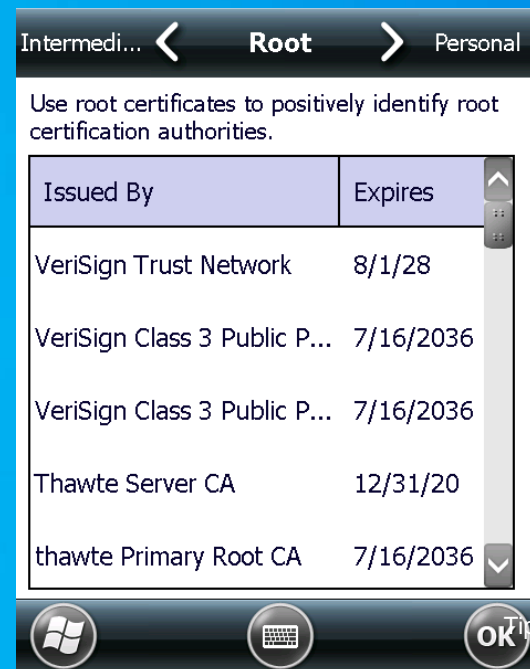 Intermedi... Root Personal
Use root certificates to positively identify root
certification authorities.
Issued By Expires
VeriSign Trust Network 8/1/28
VeriSign Class 3 Public P... 7/16/2036
VeriSign Class 3 Public P... 7/16/2036
Thawte Server CA 12/31/20
thawte Primary Root CA 7/16/2036
OK